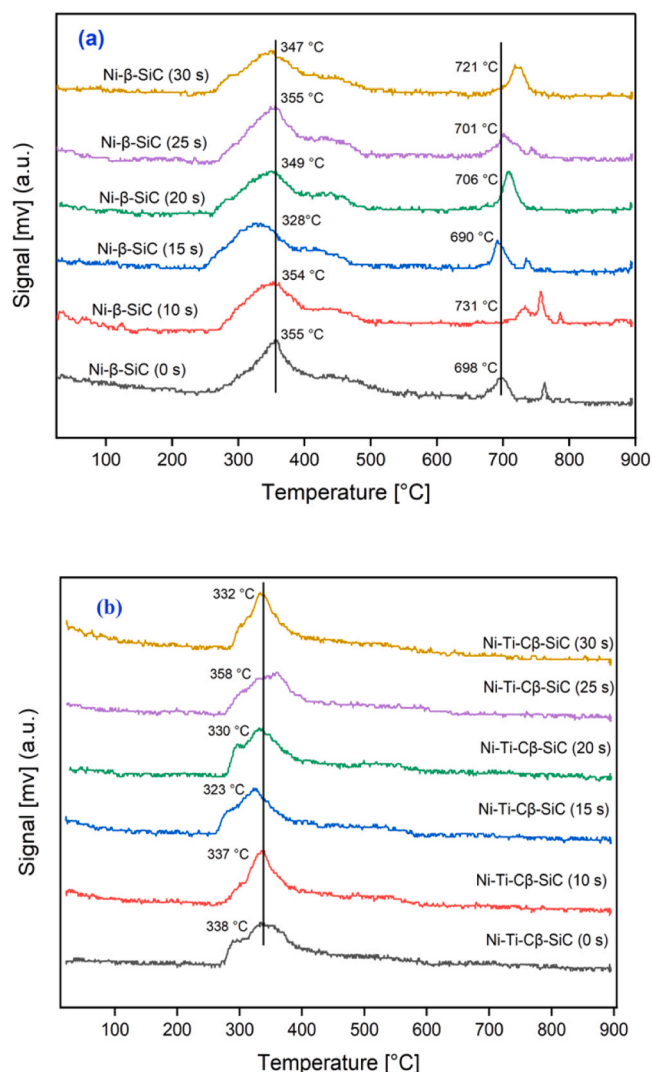 (a)
347 °C
721 °C
Ni-β-SiC (30 s)
355 °C
701 °C
Ni-β-SiC (25 s)
349 °C
706 °C
Ni-β-SiC (20 s)
328°C
690 °C
Ni-β-SiC (15 s)
354 °C
731 °C
Ni-β-SiC (10 s)
355 °C
698 °C
Ni-β-SiC (0 s)
Signal [mv] (a.u.)
100 200 300 400 500 600 700 800 900
Temperature [°C]
(b)
332 °C
Ni-Ti-Cβ-SiC (30 s)
358 °C
Ni-Ti-Cβ-SiC (25 s)
330 °C
Ni-Ti-Cβ-SiC (20 s)
323 °C
Ni-Ti-Cβ-SiC (15 s)
337 °C
Ni-Ti-Cβ-SiC (10 s)
338 °C
Ni-Ti-Cβ-SiC (0 s)
Signal [mv] (a.u.)
100 200 300 400 500 600 700 800 900
Temperature [°C]